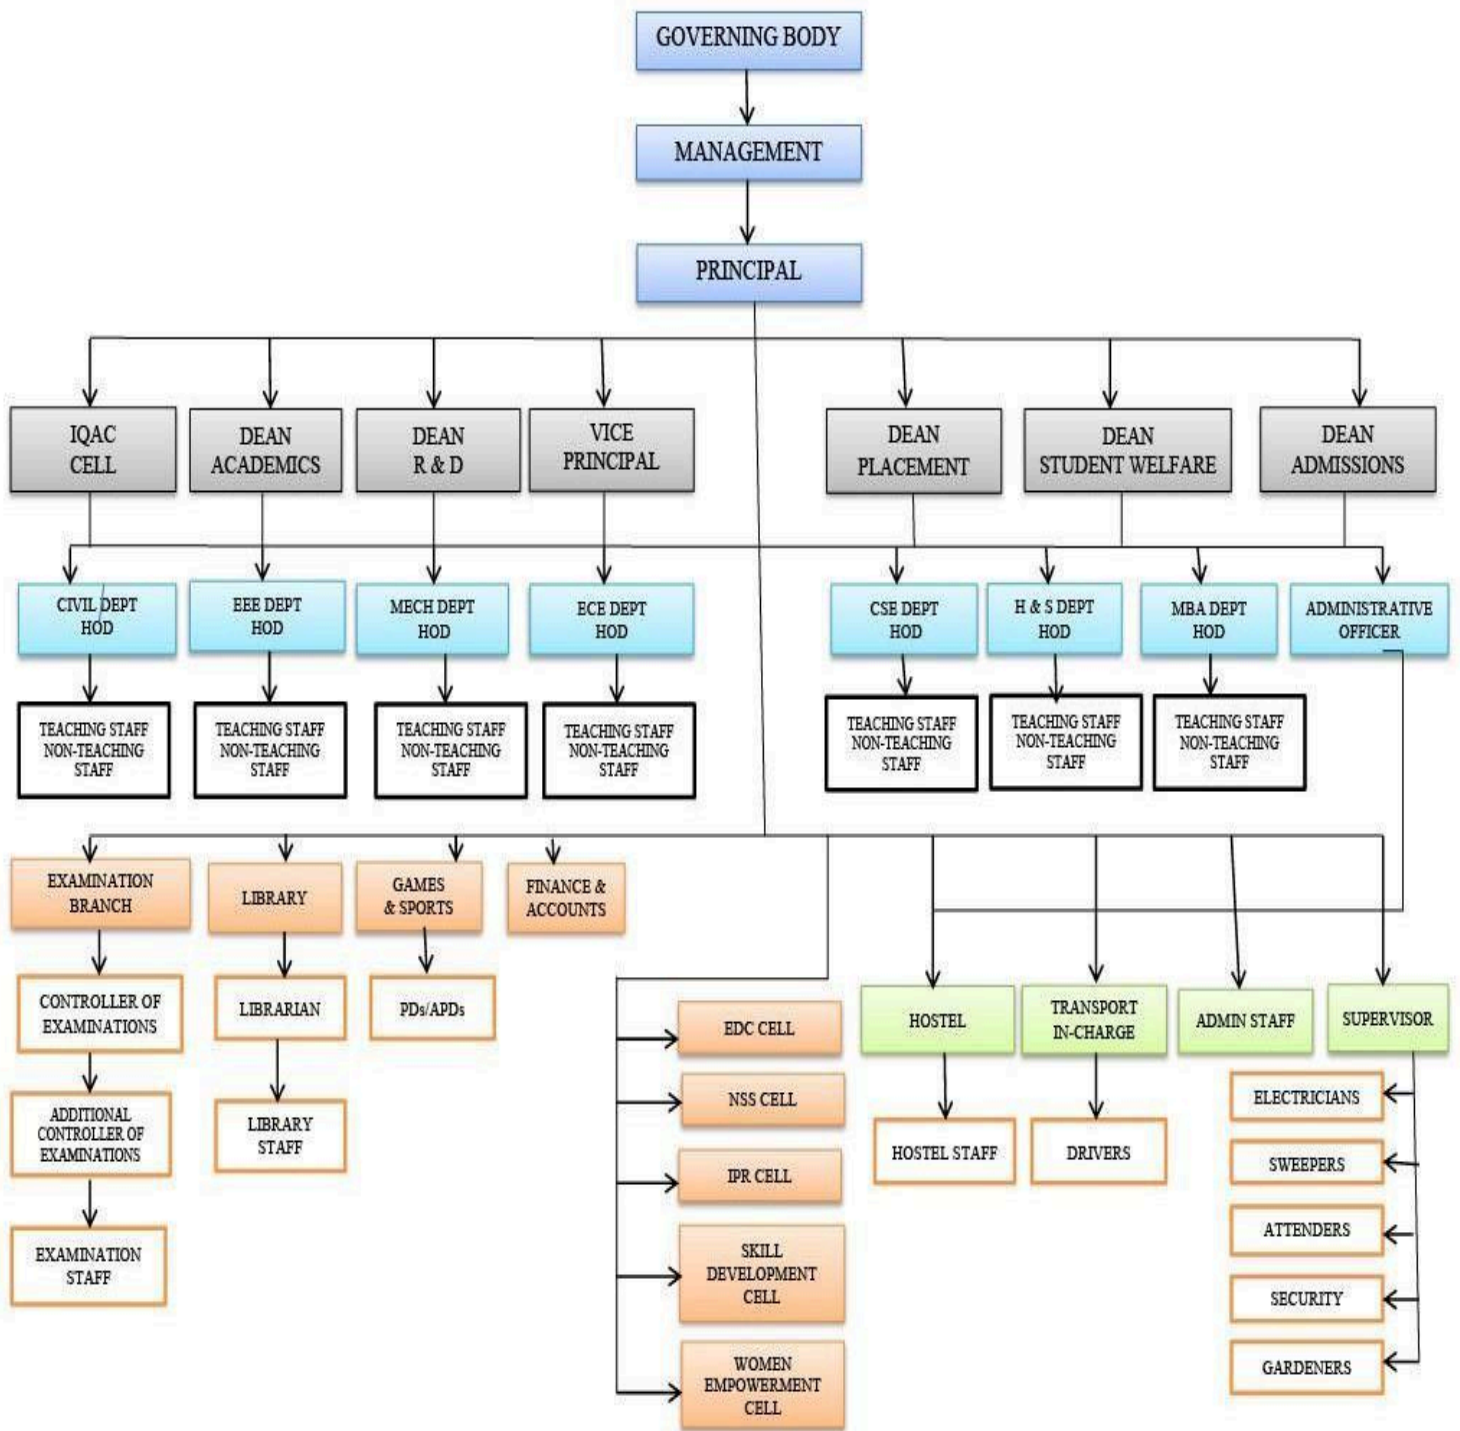 GOVERNING BODY
MANAGEMENT
PRINCIPAL
IQAC
CELL
DEAN
ACADEMICS
DEAN
R & D
VICE
PRINCIPAL
DEAN
PLACEMENT
DEAN
STUDENT WELFARE
DEAN
ADMISSIONS
CIVIL DEPT
HOD
EEE DEPT
HOD
MECH DEPT
HOD
ECE DEPT
HOD
CSE DEPT
HOD
H & S DEPT
HOD
MBA DEPT
HOD
ADMINISTRATIVE
OFFICER
TEACHING STAFF
NON-TEACHING
STAFF
TEACHING STAFF
NON-TEACHING
STAFF
TEACHING STAFF
NON-TEACHING
STAFF
TEACHING STAFF
NON-TEACHING
STAFF
TEACHING STAFF
NON-TEACHING
STAFF
TEACHING STAFF
NON-TEACHING
STAFF
TEACHING STAFF
NON-TEACHING
STAFF
EXAMINATION
BRANCH
LIBRARY
GAMES
& SPORTS
FINANCE &
ACCOUNTS
CONTROLLER OF
EXAMINATIONS
LIBRARIAN
PDs/APDs
ADDITIONAL
CONTROLLER OF
EXAMINATIONS
LIBRARY
STAFF
EXAMINATION
STAFF
EDC CELL
NSS CELL
IPR CELL
SKILL
DEVELOPMENT
CELL
WOMEN
EMPOWERMENT
CELL
HOSTEL
TRANSPORT
IN-CHARGE
ADMIN STAFF
SUPERVISOR
HOSTEL STAFF
DRIVERS
ELECTRICIANS
SWEEPERS
ATTENDERS
SECURITY
GARDENERS